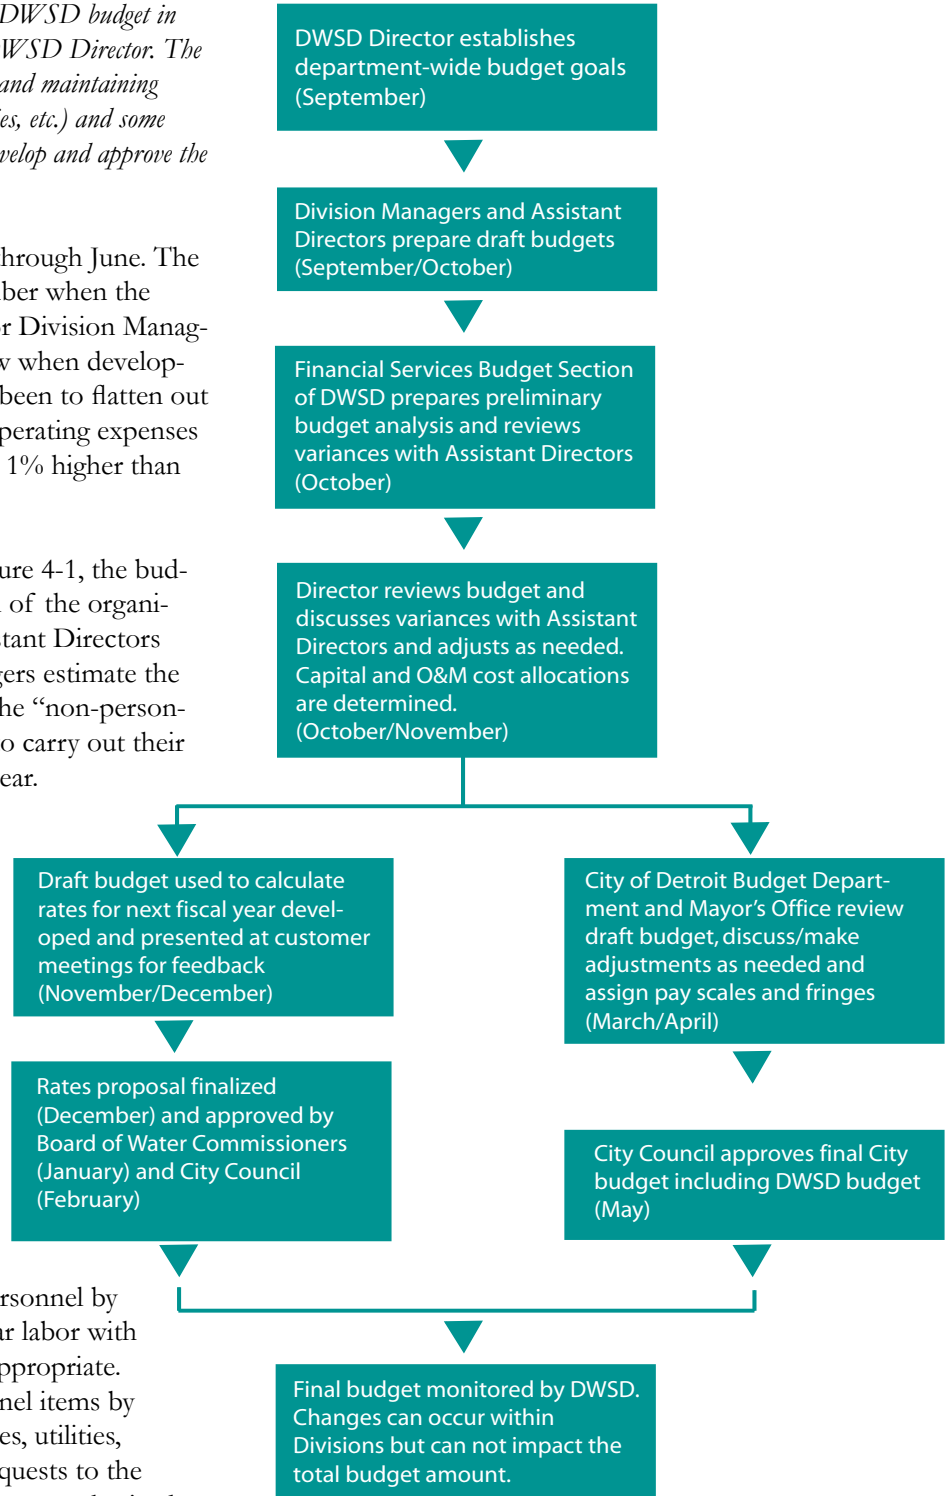 DWSD budget in
WSD Director. The
and maintaining
es, etc.) and some
velop and approve the
hrough June. The
ber when the
r Division Manag-
w when develop-
been to flatten out
perating expenses
1% higher than
ure 4-1, the bud-
of the organi-
stant Directors
gers estimate the
he “non-person-
o carry out their
ear.
DWSD Director establishes
department-wide budget goals
(September)
Division Managers and Assistant
Directors prepare draft budgets
(September/October)
Financial Services Budget Section
of DWSD prepares preliminary
budget analysis and reviews
variances with Assistant Directors
(October)
Director reviews budget and
discusses variances with Assistant
Directors and adjusts as needed.
Capital and O&M cost allocations
are determined.
(October/November)
Draft budget used to calculate
rates for next fiscal year devel-
oped and presented at customer
meetings for feedback
(November/December)
Rates proposal finalized
(December) and approved by
Board of Water Commissioners
(January) and City Council
(February)
City of Detroit Budget Depart-
ment and Mayor’s Office review
draft budget, discuss/make
adjustments as needed and
assign pay scales and fringes
(March/April)
City Council approves final City
budget including DWSD budget
(May)
rsonnel by
ar labor with
ppropriate.
nel items by
es, utilities,
quests to the
Final budget monitored by DWSD.
Changes can occur within
Divisions but can not impact the
total budget amount.